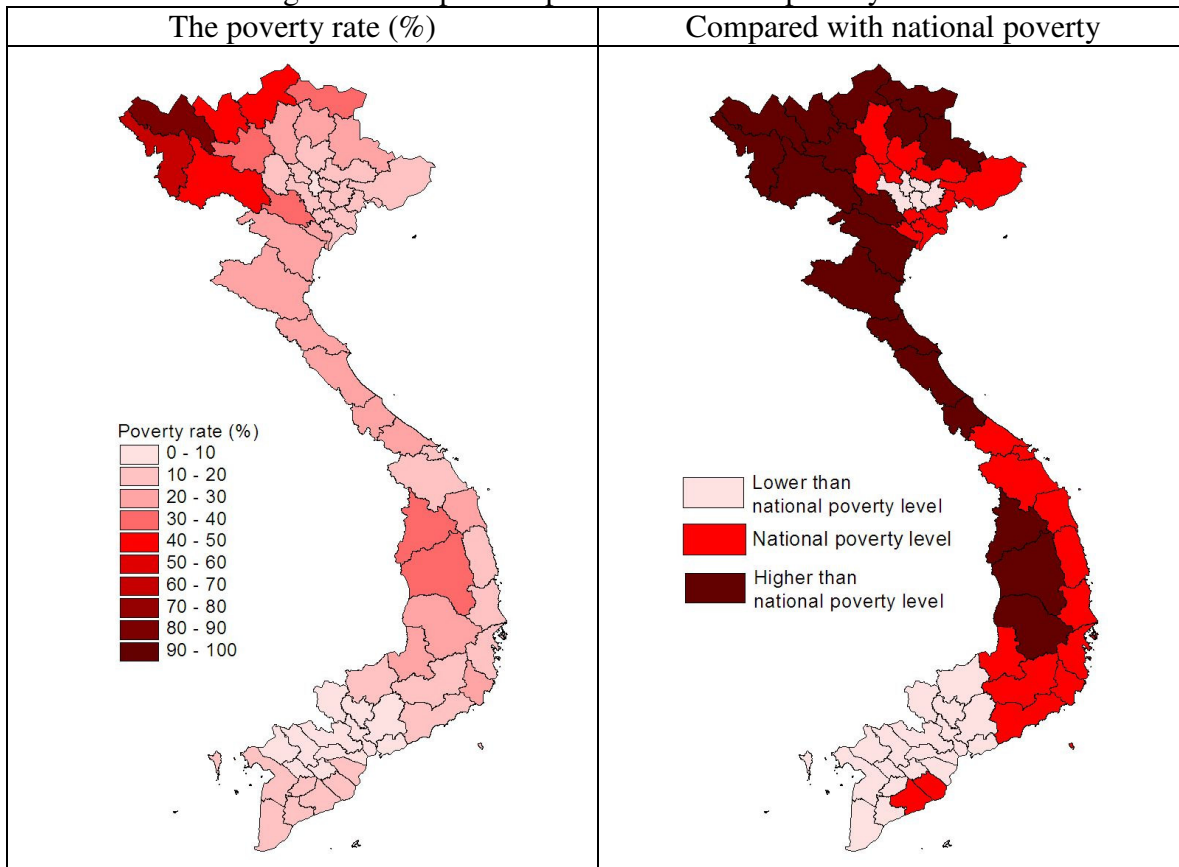 The poverty rate (%)
Compared with national poverty
Poverty rate (%)
0 - 10
10 - 20
20 - 30
30 - 40
40 - 50
50 - 60
60 - 70
70 - 80
80 - 90
90 - 100
Lower than
national poverty level
National poverty level
Higher than
national poverty level